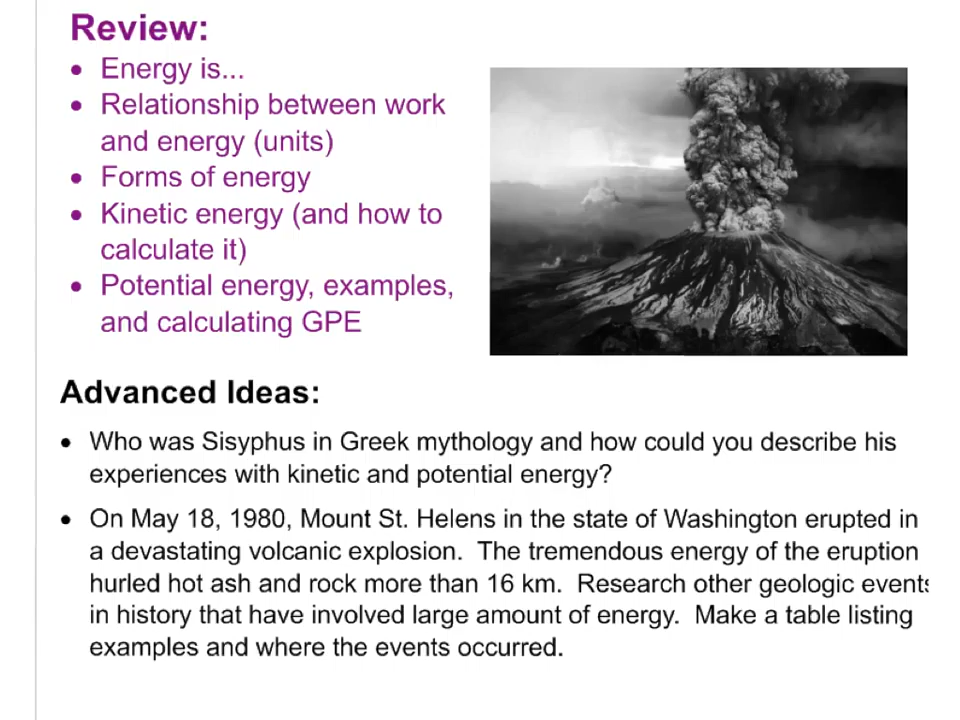 Review:
• Energy is...
• Relationship between work
and energy (units)
• Forms of energy
• Kinetic energy (and how to
calculate it)
• Potential energy, examples,
and calculating GPE
Advanced Ideas:
• Who was Sisyphus in Greek mythology and how could you describe his
experiences with kinetic and potential energy?
• On May 18, 1980, Mount St. Helens in the state of Washington erupted in
a devastating volcanic explosion.  The tremendous energy of the eruption
hurled hot ash and rock more than 16 km.  Research other geologic events
in history that have involved large amount of energy.  Make a table listing
examples and where the events occurred.